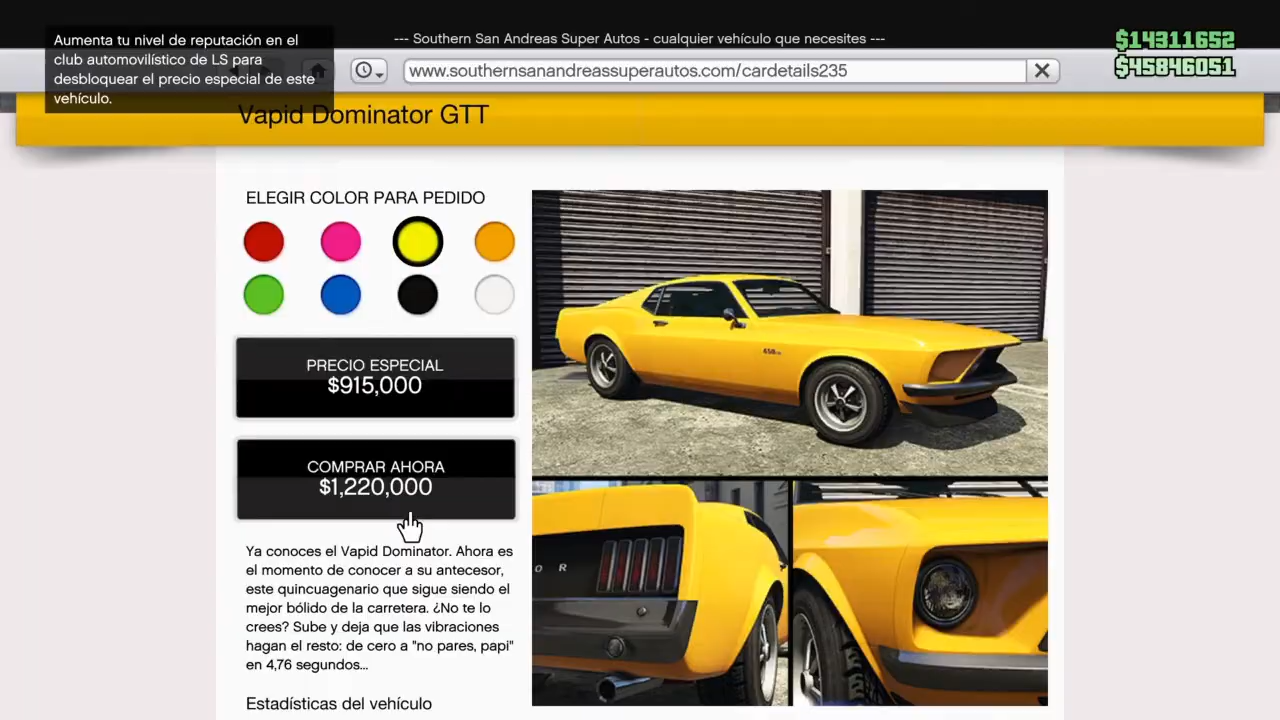 Aumenta tu nivel de reputación en el
club automovilístico de LS para
desbloquear el precio especial de este
vehículo.
--- Southern San Andreas Super Autos - cualquier vehículo que necesites ---
$14311652
$45846051
www.southernsanandreassuperautos.com/cardetails235
Vapid Dominator GTT
ELEGIR COLOR PARA PEDIDO
PRECIO ESPECIAL
$915,000
COMPRAR AHORA
$1,220,000
Ya conoces el Vapid Dominator. Ahora es
el momento de conocer a su antecesor,
este quincuagenario que sigue siendo el
mejor bólido de la carretera. ¿No te lo
crees? Sube y deja que las vibraciones
hagan el resto: de cero a "no pares, papi"
en 4,76 segundos...
Estadísticas del vehículo
O R